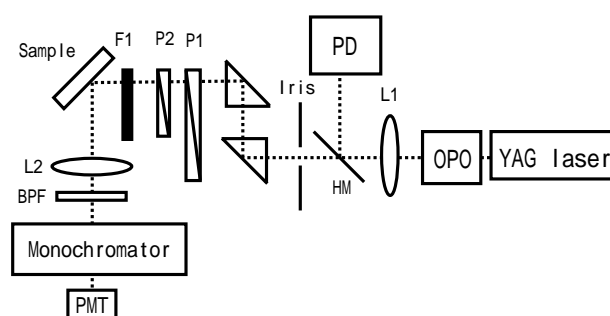 Sample
F1
P2
P1
PD
Iris
L1
HM
OPO
YAG laser
L2
BPF
Monochromator
PMT